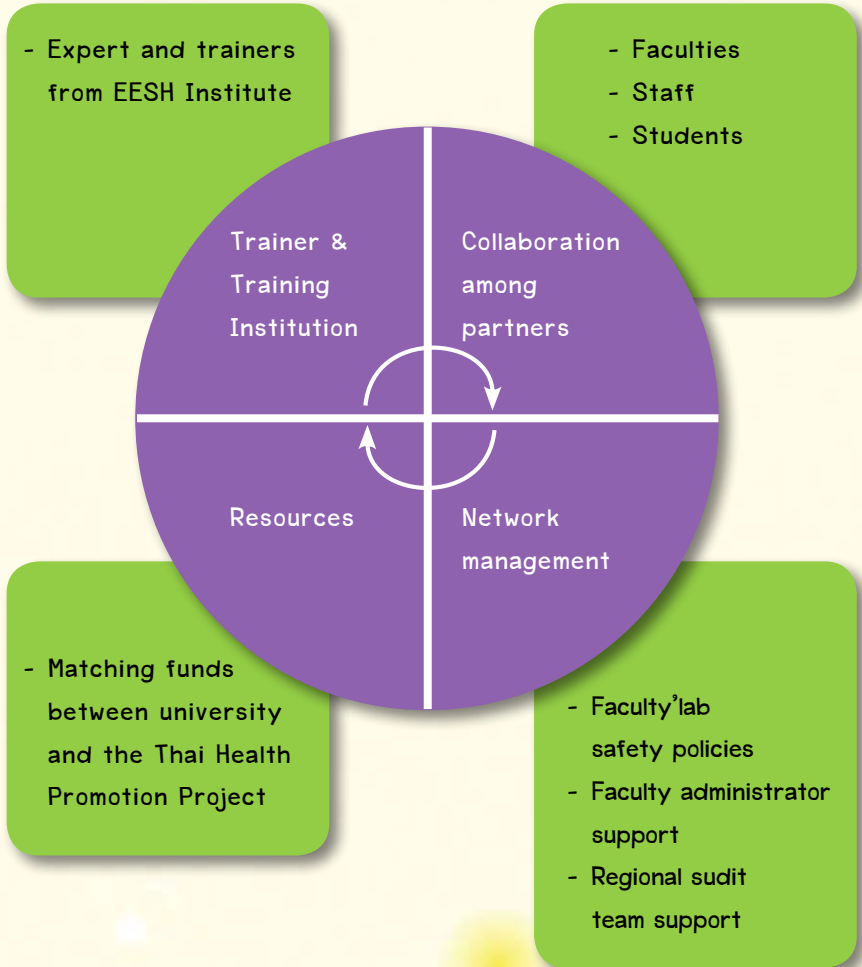 - Expert and trainers
from EESH Institute
- Faculties
- Staff
- Students
Trainer &
Training
Institution
Collaboration
among
partners
Resources
Network
management
- Matching funds
between university
and the Thai Health
Promotion Project
- Faculty'lab
safety policies
- Faculty administrator
support
- Regional sudit
team support